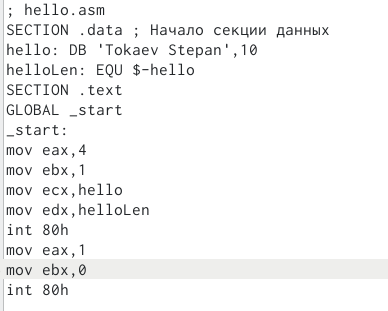 ; hello.asm
SECTION .data ; Начало секции данных
hello: DB 'Tokaev Stepan',10
helloLen: EQU $-hello
SECTION .text
GLOBAL _start
_start:
mov eax,4
mov ebx,1
mov ecx,hello
mov edx,helloLen
int 80h
mov eax,1
mov ebx,0
int 80h